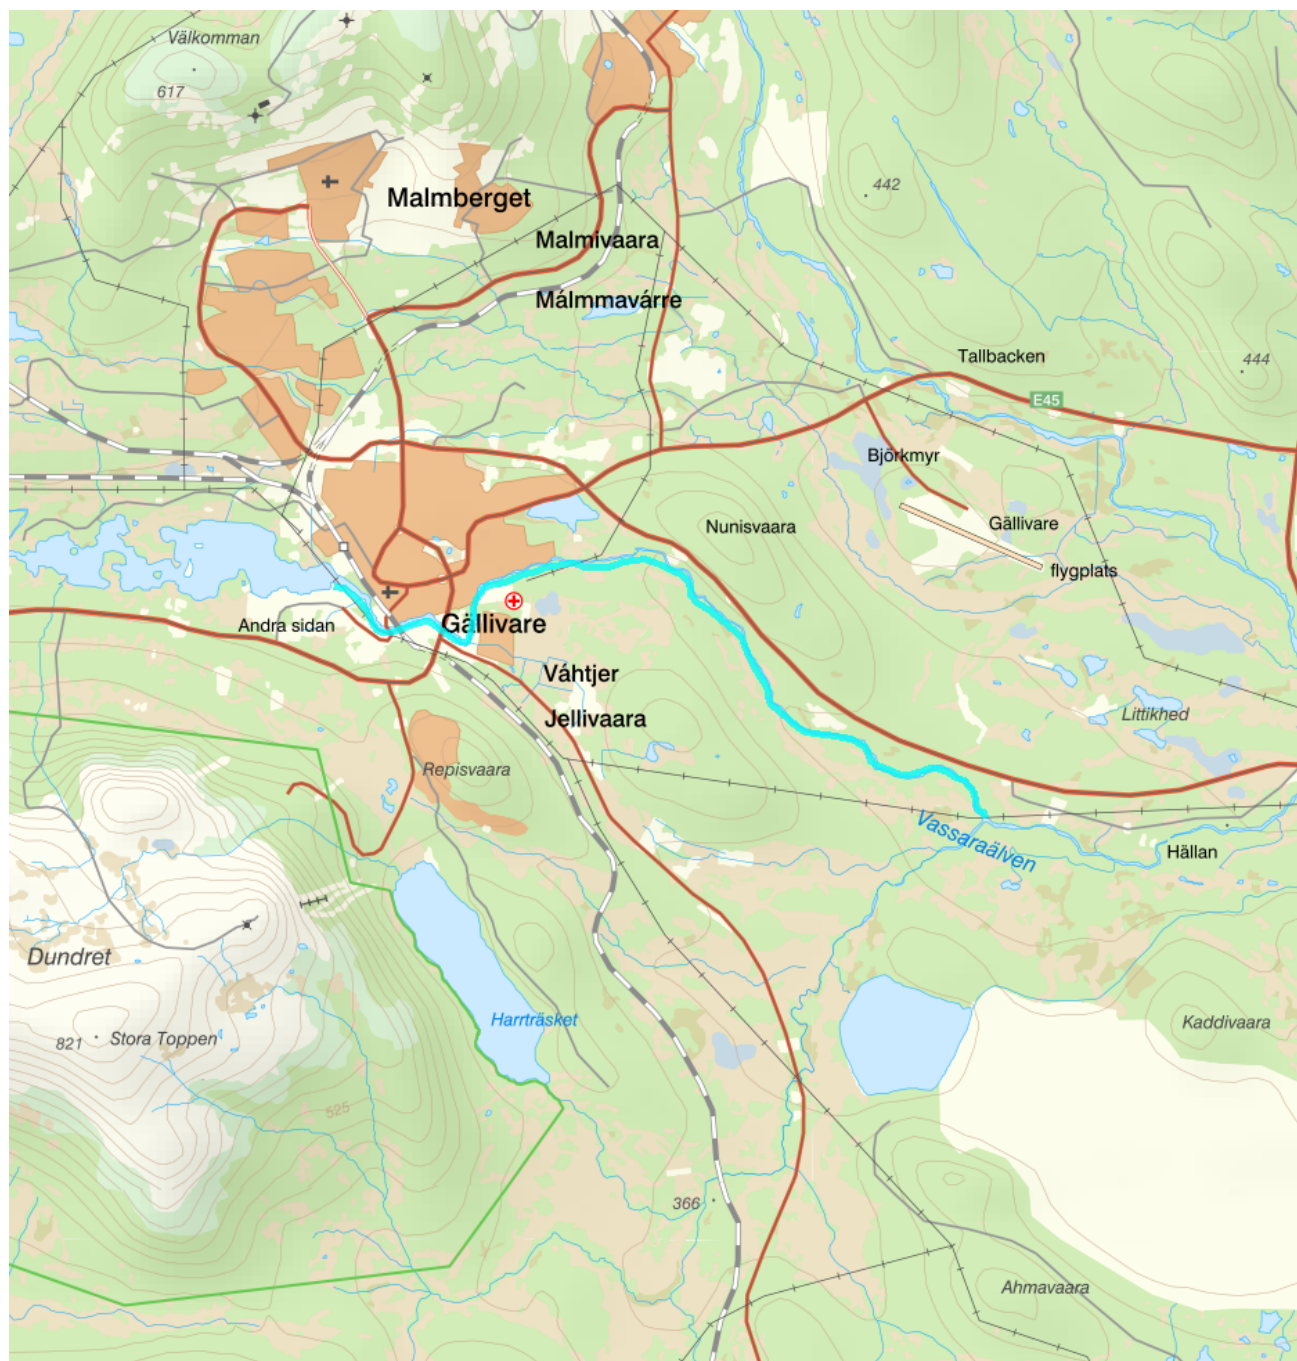 Välkomman
617
Malmberget
442
Malmivaara
Málmmavárre
Tallbacken
444
E45
Björkmyr
Nunisvaara
Gällivare
flygplats
Andra sidan
Gällivare
Váhtjer
Jellivaara
Littikhed
Repisvaara
Vassaraälven
Hällan
Dundret
Harrträsket
Kaddivaara
821
Stora Toppen
525
366
Ahmavaara